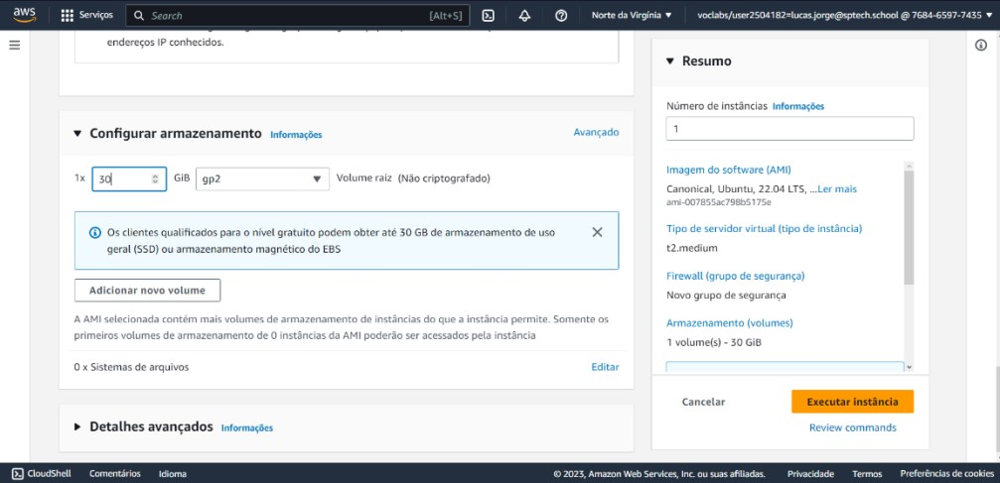 aws
Serviços
Search
[Alt+S]
Norte da Virgínia
voclabs/user2504182=lucas.jorge@sptech.school @ 7684-6597-7435
endereços IP conhecidos.
Configurar armazenamento Informações
Avançado
1x 30 GiB gp2 Volume raiz (Não criptografado)
Os clientes qualificados para o nível gratuito podem obter até 30 GB de armazenamento de uso
geral (SSD) ou armazenamento magnético do EBS
Adicionar novo volume
A AMI selecionada contém mais volumes de armazenamento de instâncias do que a instância permite. Somente os
primeiros volumes de armazenamento de 0 instâncias da AMI poderão ser acessados pela instância
0 x Sistemas de arquivos
Editar
Detalhes avançados Informações
Resumo
Número de instâncias Informações
1
Imagem do software (AMI)
Canonical, Ubuntu, 22.04 LTS, ...Ler mais
ami-007855ac798b5175e
Tipo de servidor virtual (tipo de instância)
t2.medium
Firewall (grupo de segurança)
Novo grupo de segurança
Armazenamento (volumes)
1 volume(s) - 30 GiB
Cancelar
Executar instância
Review commands
CloudShell
Comentários
Idioma
© 2023, Amazon Web Services, Inc. ou suas afiliadas.
Privacidade
Termos
Preferências de cookies